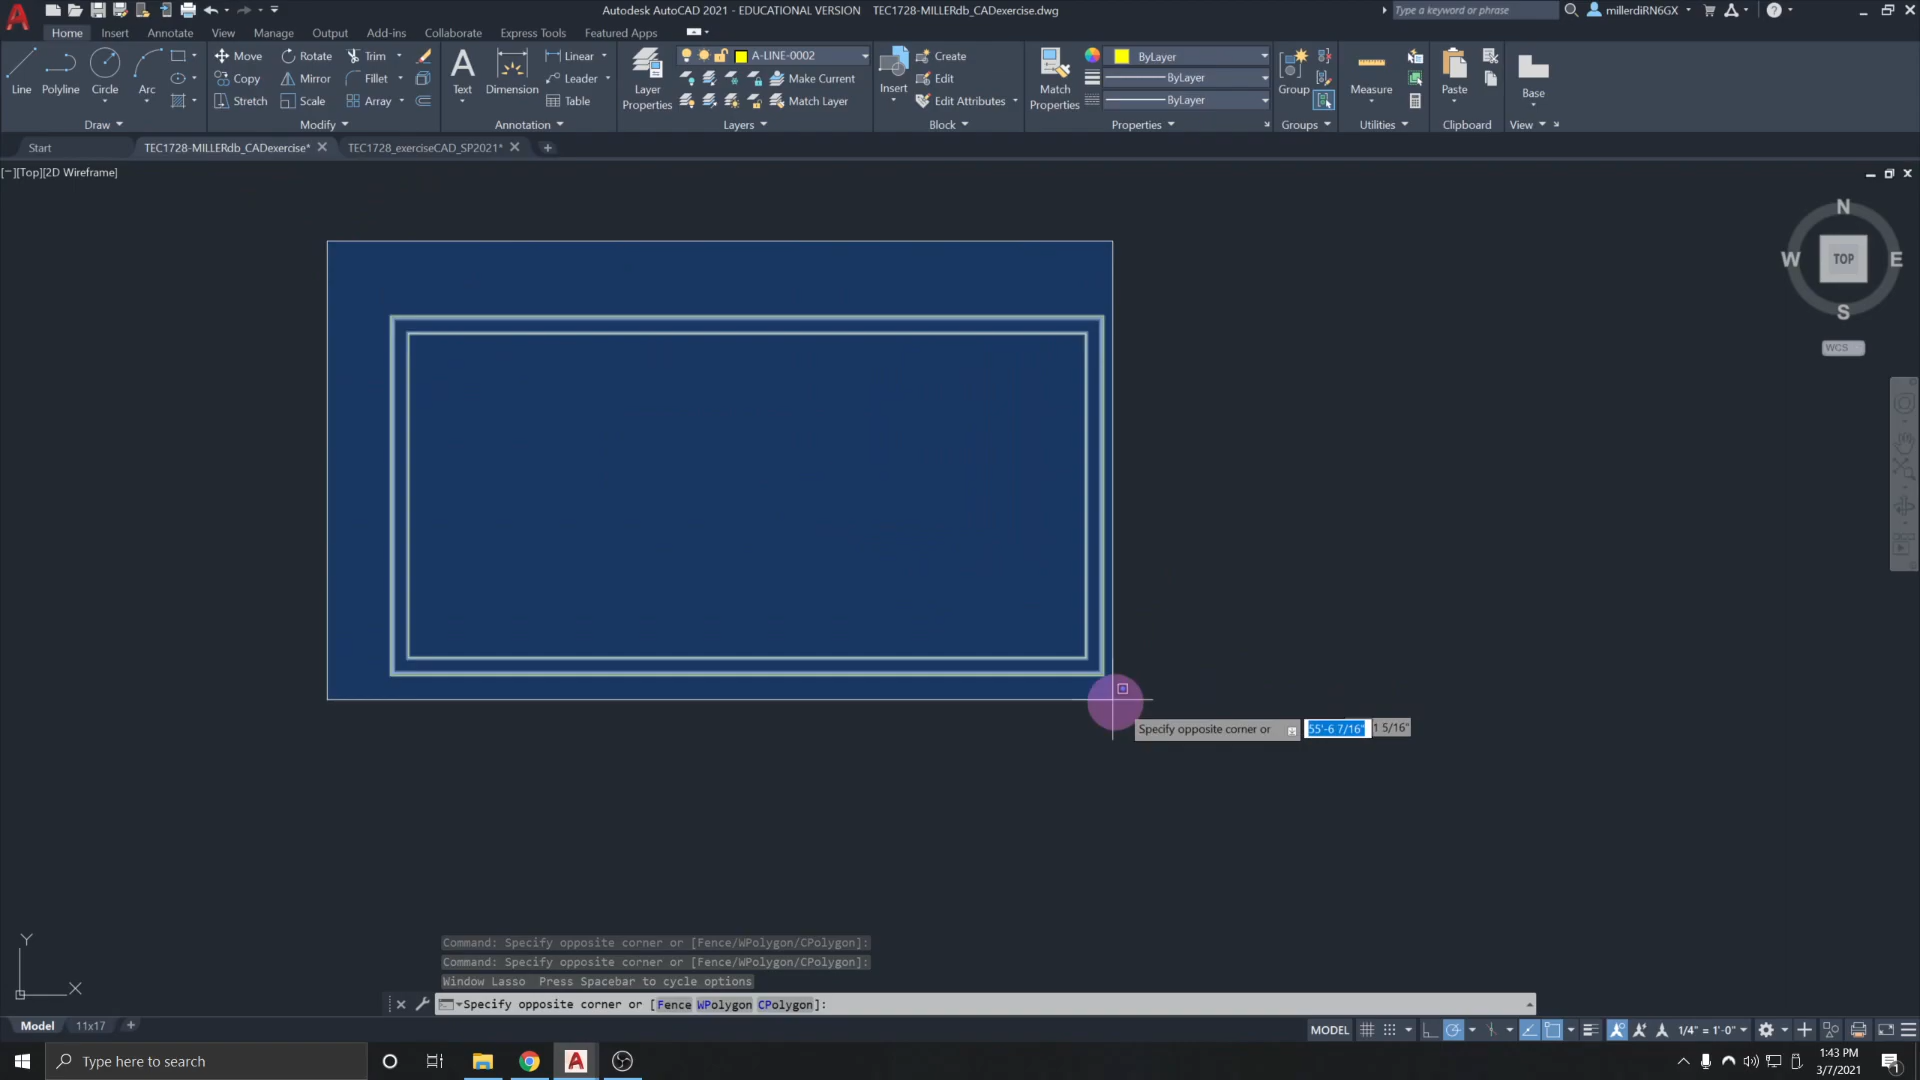 Autodesk AutoCAD 2021 - EDUCATIONAL VERSION TEC1728-MILLERdb_CADexercise.dwg
Type a keyword or phrase
millerdiRN6GX
Home Insert Annotate View Manage Output Add-ins Collaborate Express Tools Featured Apps
Line Polyline Circle Arc
Move Rotate Trim
Copy Mirror Fillet
Stretch Scale Array
Text Dimension
Linear
Leader
Table
Layer Properties
A-LINE-0002
Make Current
Match Layer
Insert
Create
Edit
Edit Attributes
Match Properties
ByLayer
ByLayer
ByLayer
Group Measure Paste Base
Draw Modify Annotation Layers Block Properties Groups Utilities Clipboard View
Start TEC1728-MILLERdb_CADexercise* TEC1728_exerciseCAD_SP2021*
[−][Top][2D Wireframe]
N
W TOP E
S
WCS
Specify opposite corner or 55'-6 7/16" 1 5/16"
Y
X
Command: Specify opposite corner or [Fence/WPolygon/CPolygon]:
Command: Specify opposite corner or [Fence/WPolygon/CPolygon]:
Window Lasso Press Spacebar to cycle options
Specify opposite corner or [Fence WPolygon CPolygon]:
Model 11x17
MODEL 1/4" = 1'-0"
Type here to search
1:43 PM
3/7/2021
1